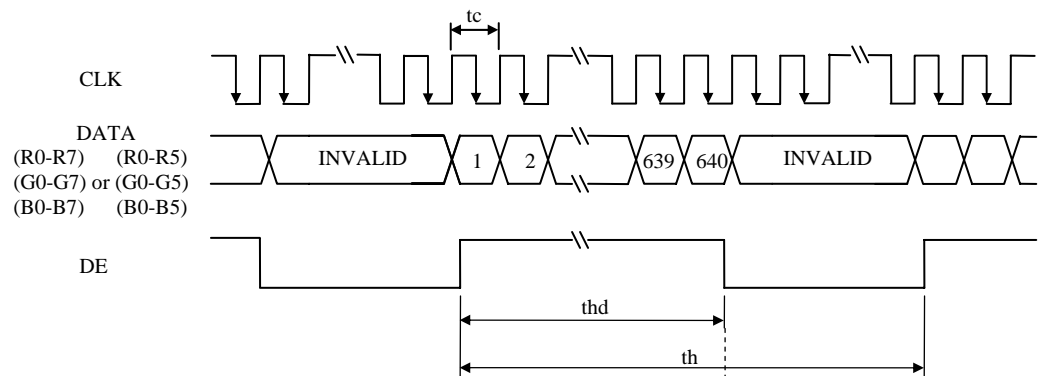 tc
CLK
DATA
(R0-R7) (R0-R5)
(G0-G7) or (G0-G5)
(B0-B7) (B0-B5)
INVALID 1 2 639 640 INVALID
DE
thd
th